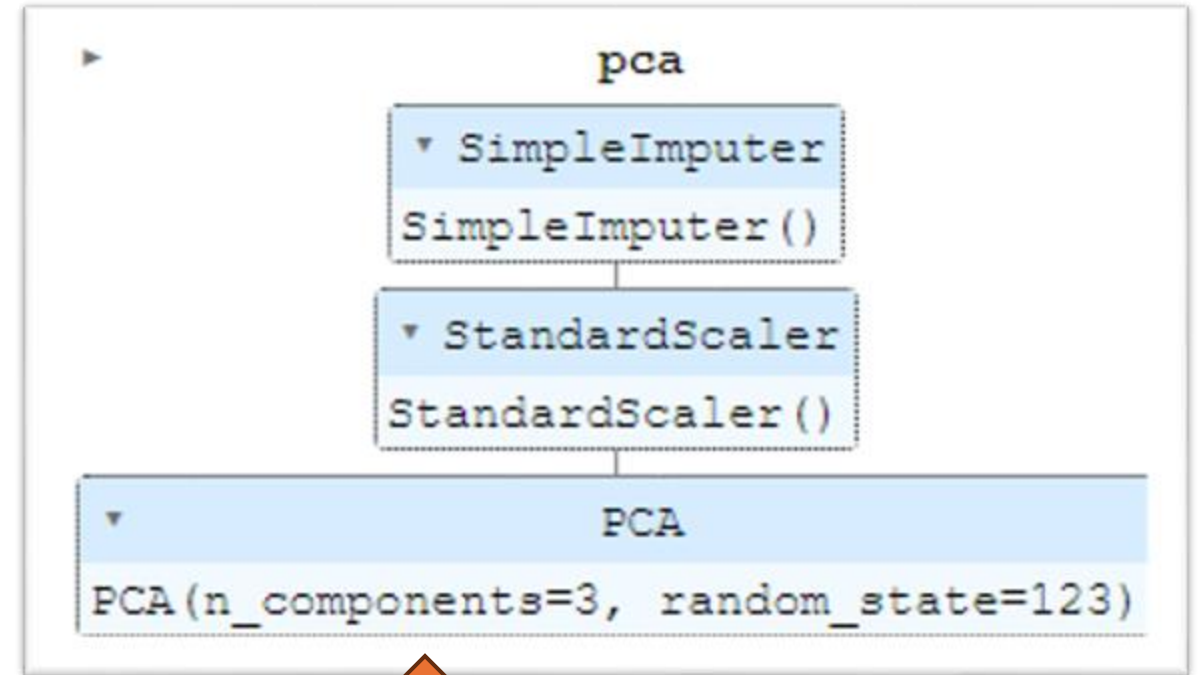 pca
SimpleImputer
SimpleImputer()
StandardScaler
StandardScaler()
PCA
PCA(n_components=3, random_state=123)